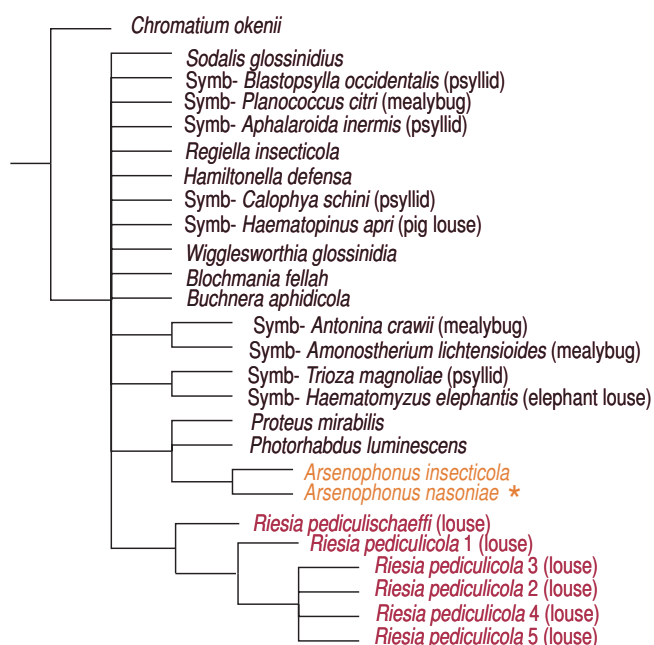 Chromatium okenii
Sodalis glossinidius
Symb- Blastopsylla occidentalis (psyllid)
Symb- Planococcus citri (mealybug)
Symb- Aphalaroida inermis (psyllid)
Regiella insecticola
Hamiltonella defensa
Symb- Calophya schini (psyllid)
Symb- Haematopinus apri (pig louse)
Wigglesworthia glossinidia
Blochmania fellah
Buchnera aphidicola
Symb- Antonina crawii (mealybug)
Symb- Amonostherium lichtensioides (mealybug)
Symb- Trioza magnoliae (psyllid)
Symb- Haematomyzus elephantis (elephant louse)
Proteus mirabilis
Photorhabdus luminescens
Arsenophonus insecticola
Arsenophonus nasoniae *
Riesia pediculischaeffi (louse)
Riesia pediculicola 1 (louse)
Riesia pediculicola 3 (louse)
Riesia pediculicola 2 (louse)
Riesia pediculicola 4 (louse)
Riesia pediculicola 5 (louse)